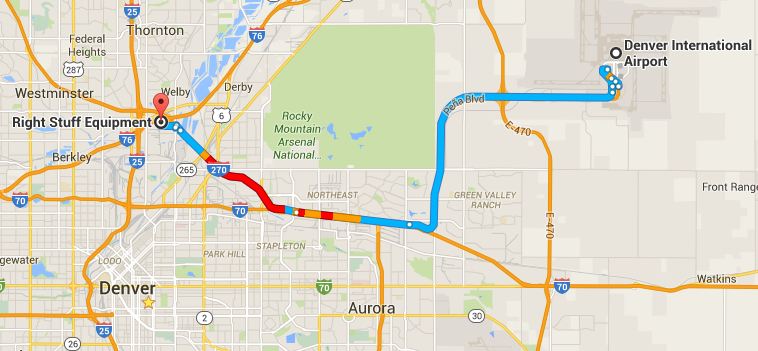 Thornton
Federal
Heights
76
25
287
Welby
Derby
Westminster
Denver International
Airport
Right Stuff Equipment
6
Rocky
Mountain
Arsenal
National...
Peña Blvd
E-470
25
76
Berkley
265
270
70
70
NORTHEAST
GREEN VALLEY
RANCH
Front Range
E-470
STAPLETON
PARK HILL
LODO
Denver
70
70
Watkins
Aurora
2
30
25